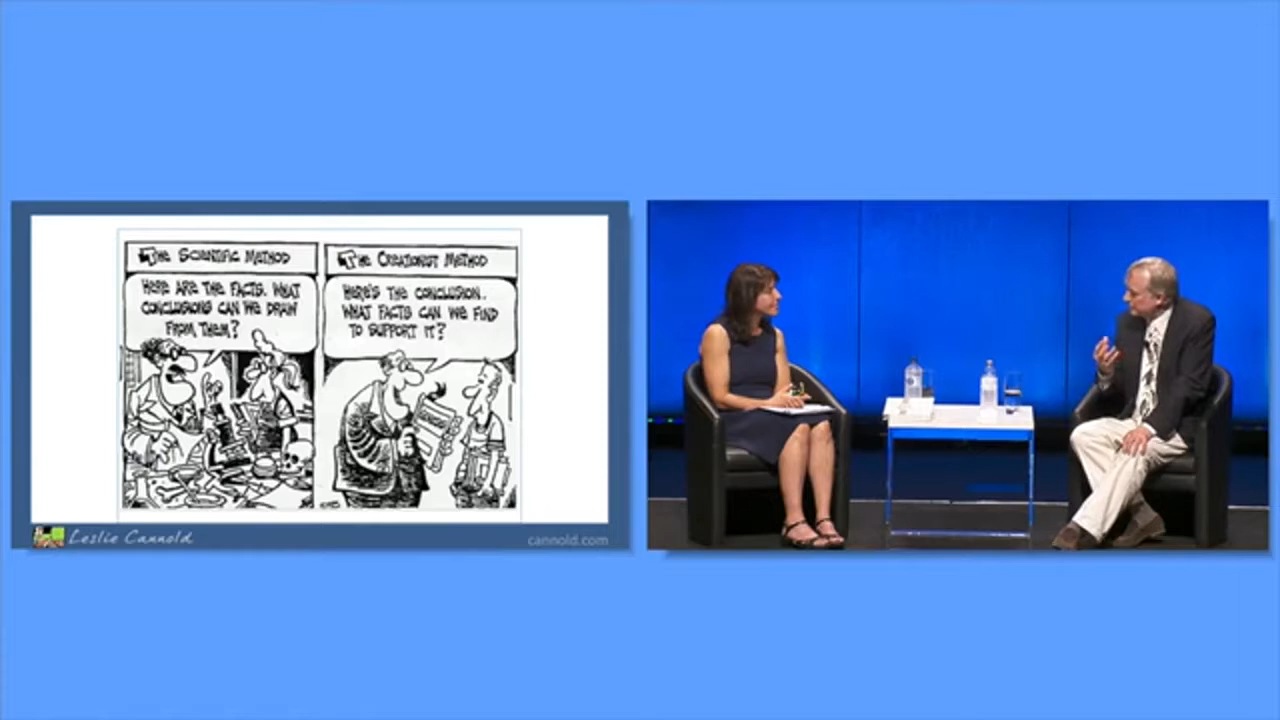 The Scientific Method
Here are the facts. What
conclusions can we draw
from them?
The Creationist Method
Here's the conclusion.
What facts can we find
to support it?
Leslie Cannold
cannold.com